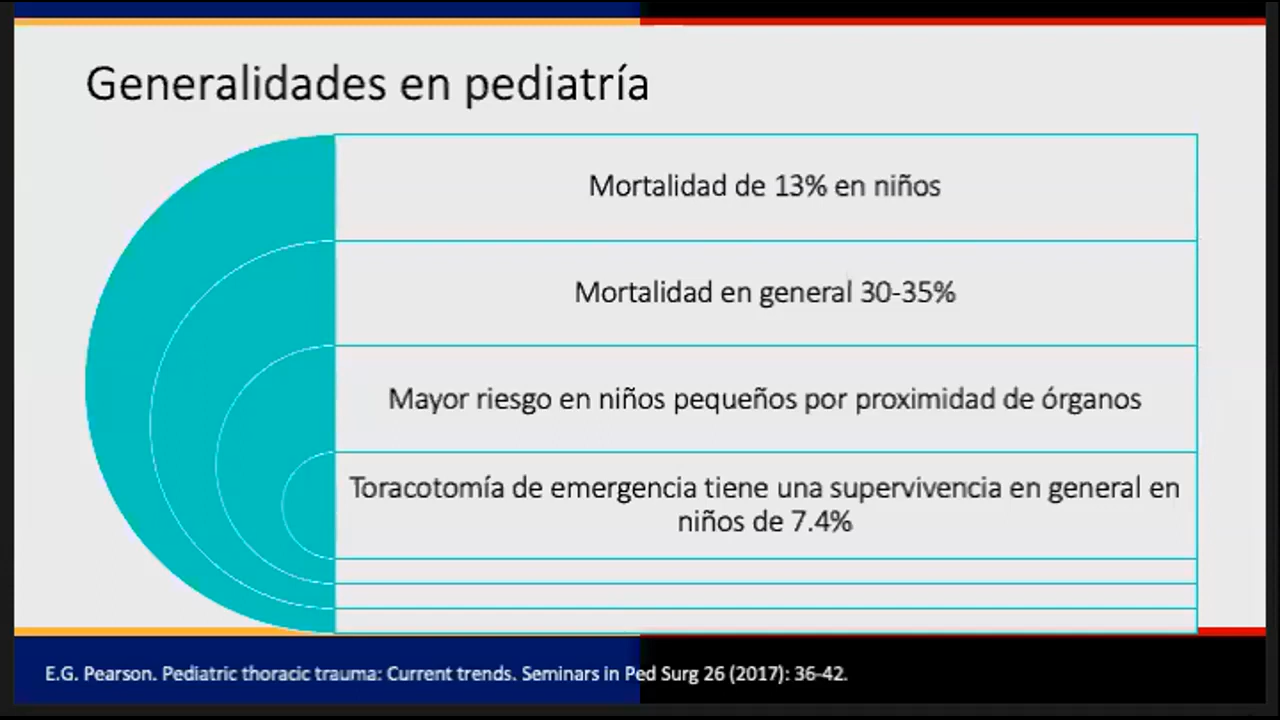 Generalidades en pediatría
Mortalidad de 13% en niños
Mortalidad en general 30-35%
Mayor riesgo en niños pequeños por proximidad de órganos
Toracotomía de emergencia tiene una supervivencia en general en
niños de 7.4%
E.G. Pearson. Pediatric thoracic trauma: Current trends. Seminars in Ped Surg 26 (2017): 36-42.